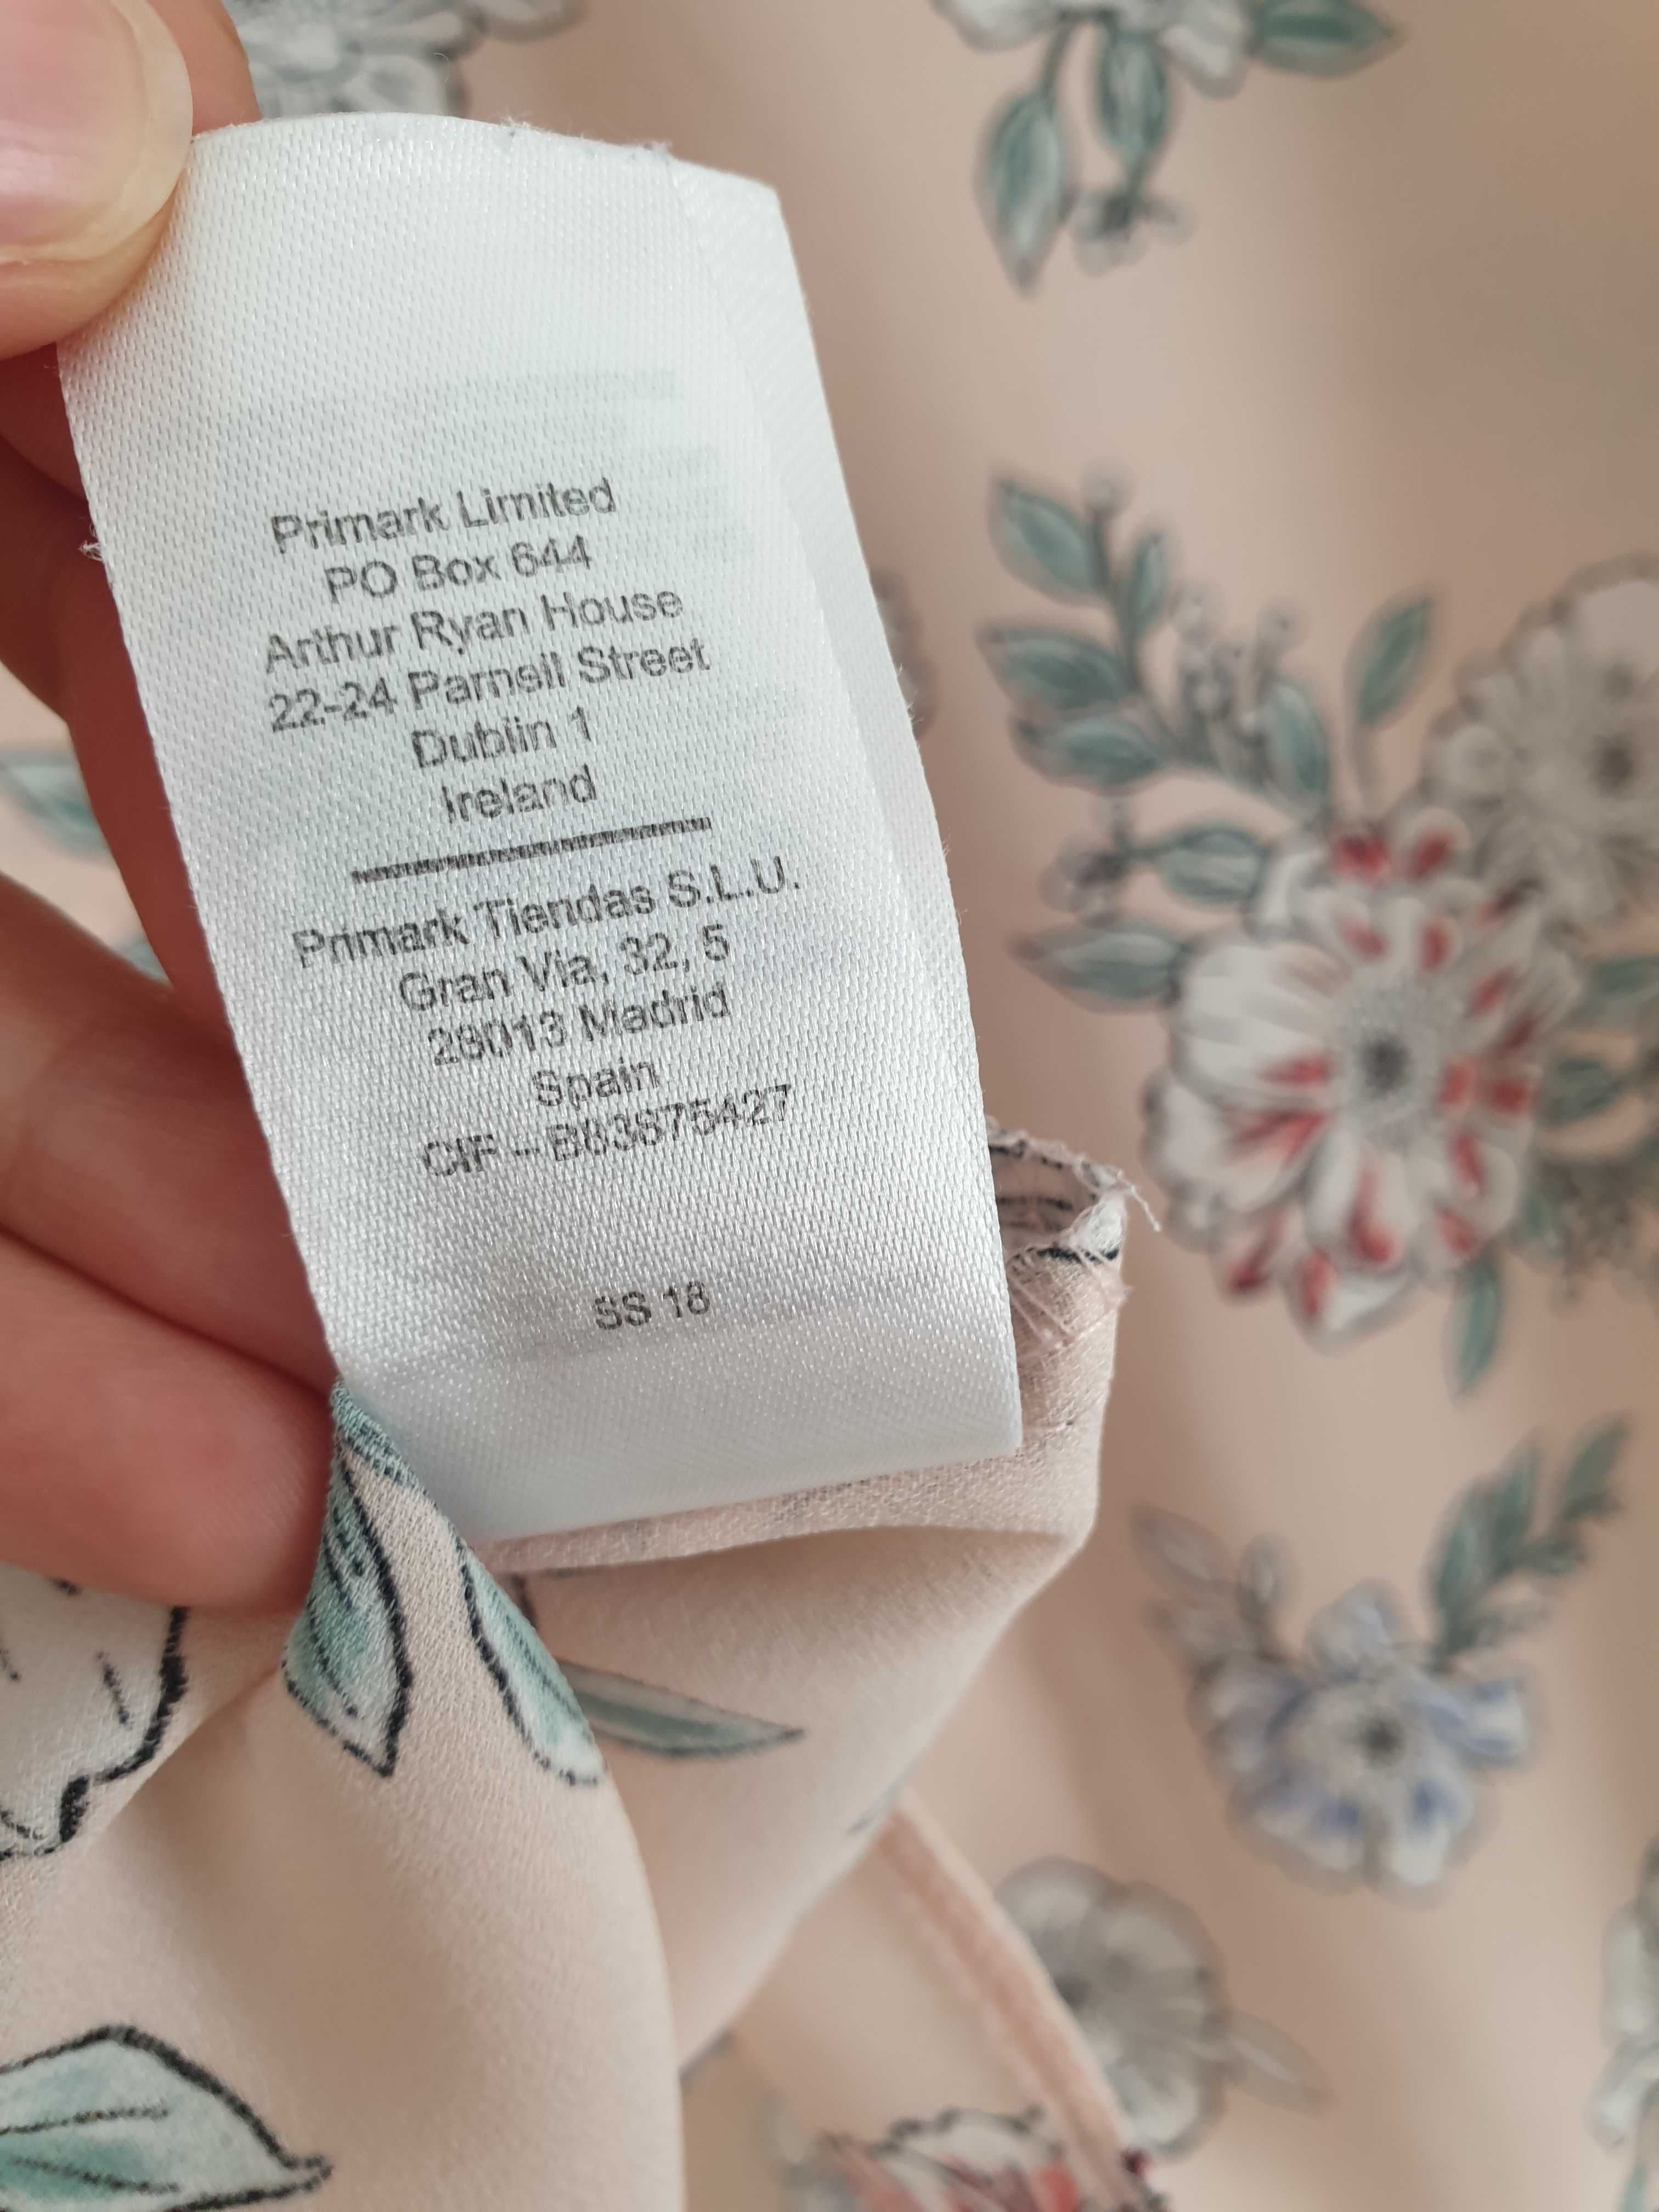 Primark Limited
PO Box 644
Arthur Ryan House
22-24 Parnell Street
Dublin 1
Ireland
Primark Tiendas S.L.U.
Gran Via, 32, 5
28013 Madrid
Spain
CIF - B83875427
SS 18